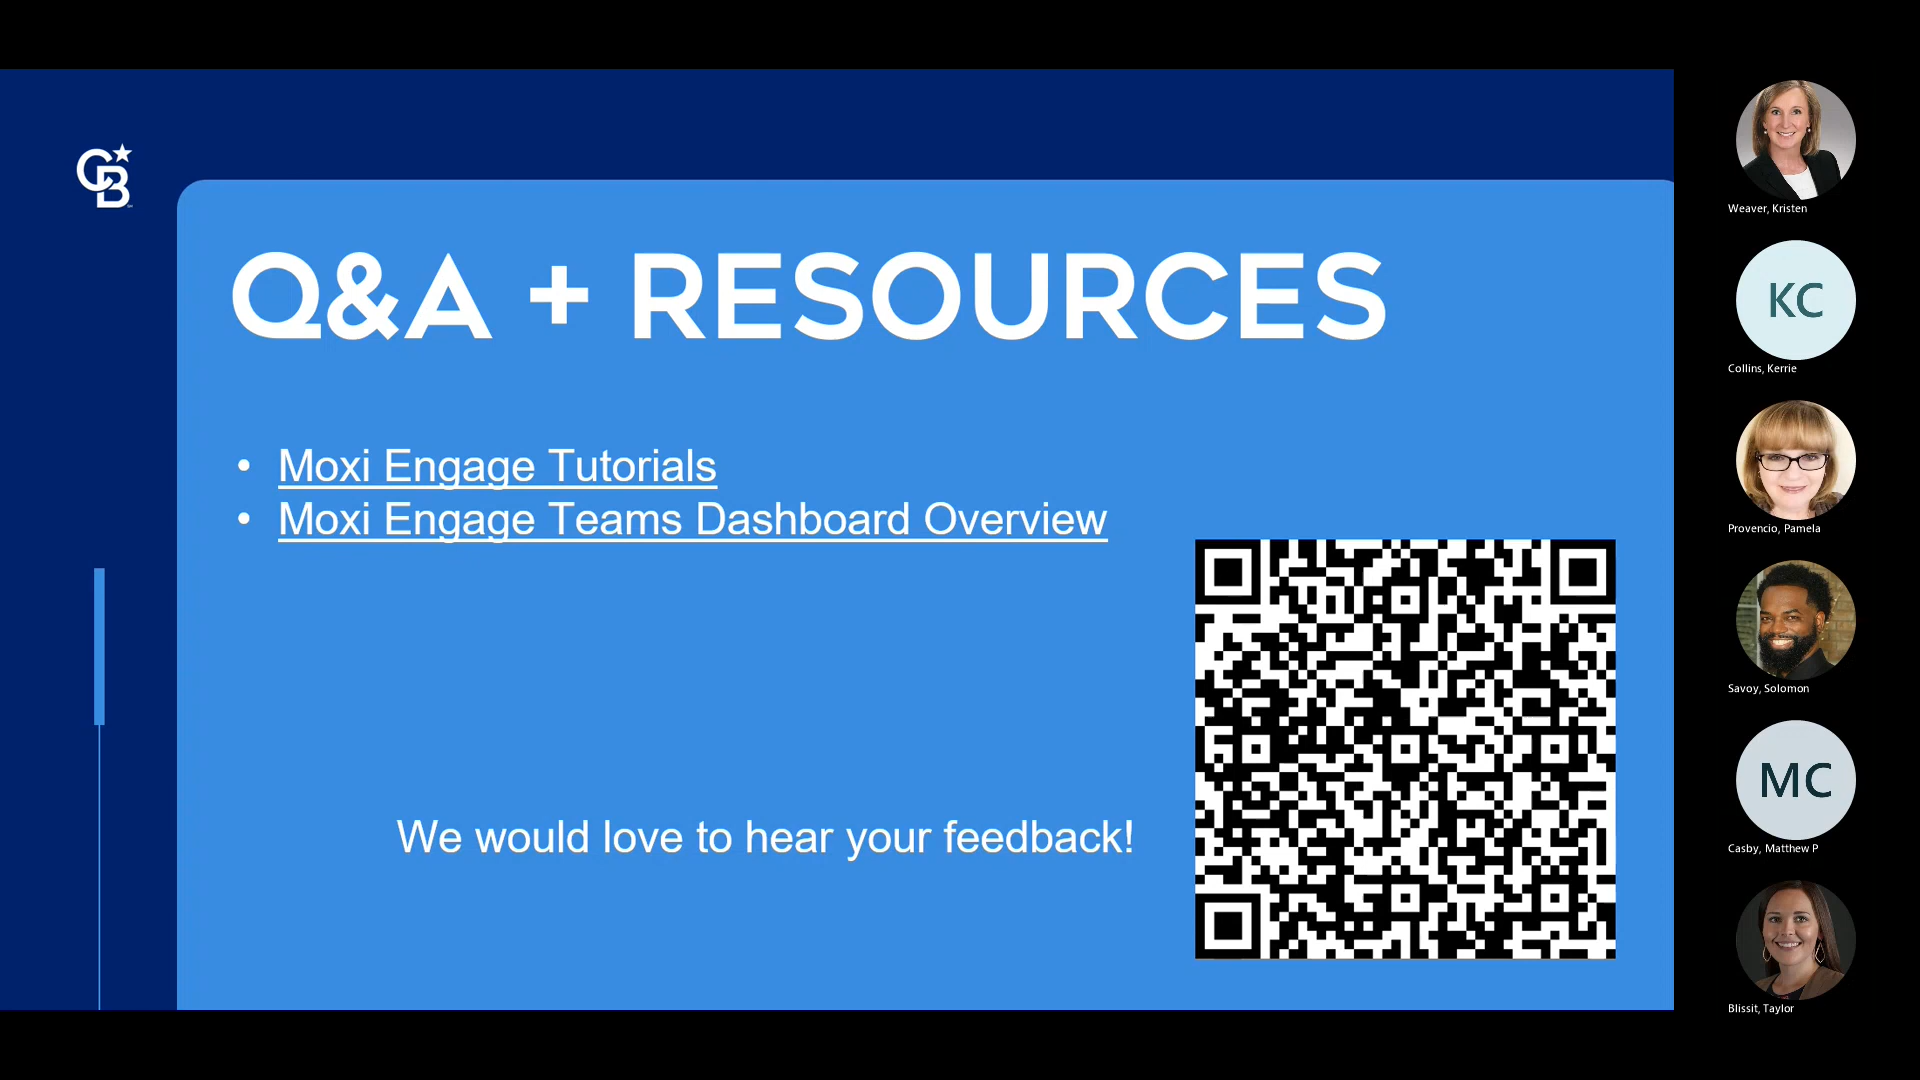 CB
Q&A + RESOURCES
• Moxi Engage Tutorials
• Moxi Engage Teams Dashboard Overview
We would love to hear your feedback!
Weaver, Kristen
KC
Collins, Kerrie
Provencio, Pamela
Savoy, Solomon
MC
Casby, Matthew P
Blissit, Taylor